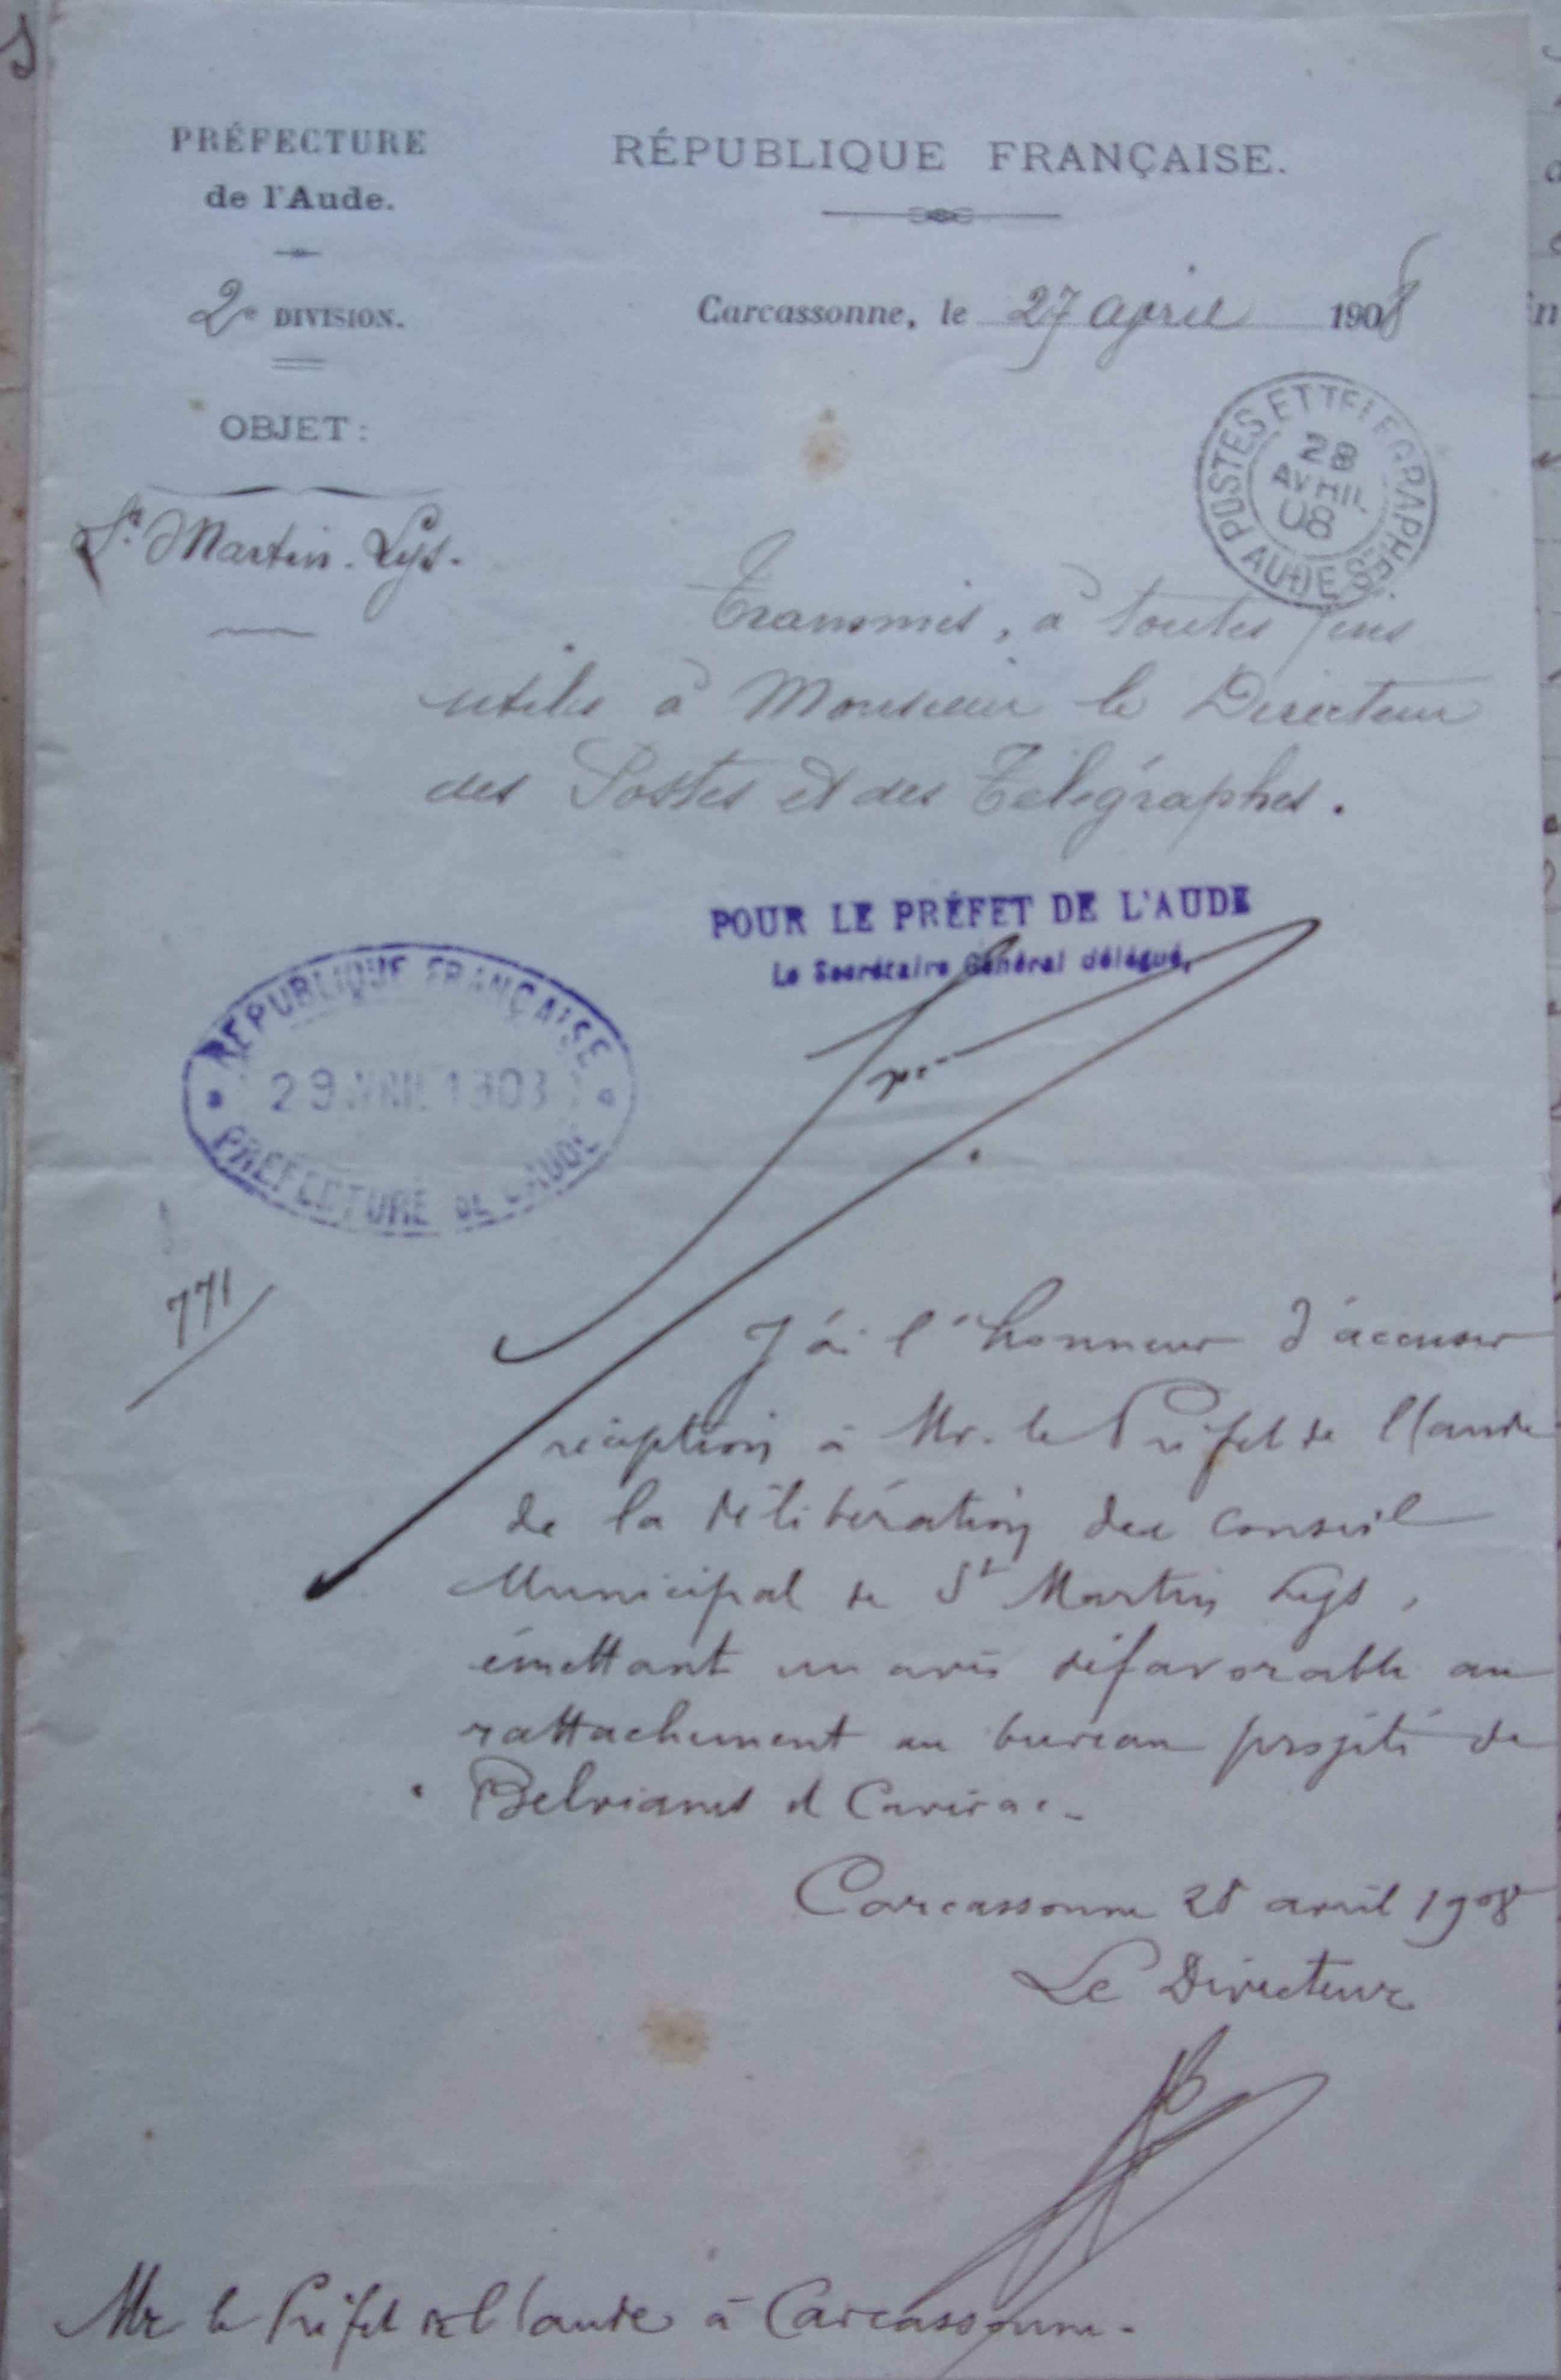 PRÉFECTURE
de l'Aude.
2e DIVISION.
OBJET :
St Martin-Lys.
RÉPUBLIQUE FRANÇAISE.
Carcassonne, le 27 avril 1908
POSTES ET TELEGRAPHES
28
AVRIL
08
AUDE
Transmis, à toutes fins
utiles à Monsieur le Directeur
des Postes et des Télégraphes.
POUR LE PRÉFET DE L'AUDE
Le Secrétaire Général délégué,
RÉPUBLIQUE FRANÇAISE
29 AVRIL 1908
PRÉFECTURE DE L'AUDE
771
J'ai l'honneur d'accuser
réception à Mr. le Préfet de l'Aude
de la délibération du Conseil
Municipal de St Martin Lys,
émettant un avis défavorable au
rattachement au bureau projeté de
Belvianes et Cavirac.
Carcassonne 28 avril 1908
Le Directeur
Mr le Préfet de l'Aude à Carcassonne.